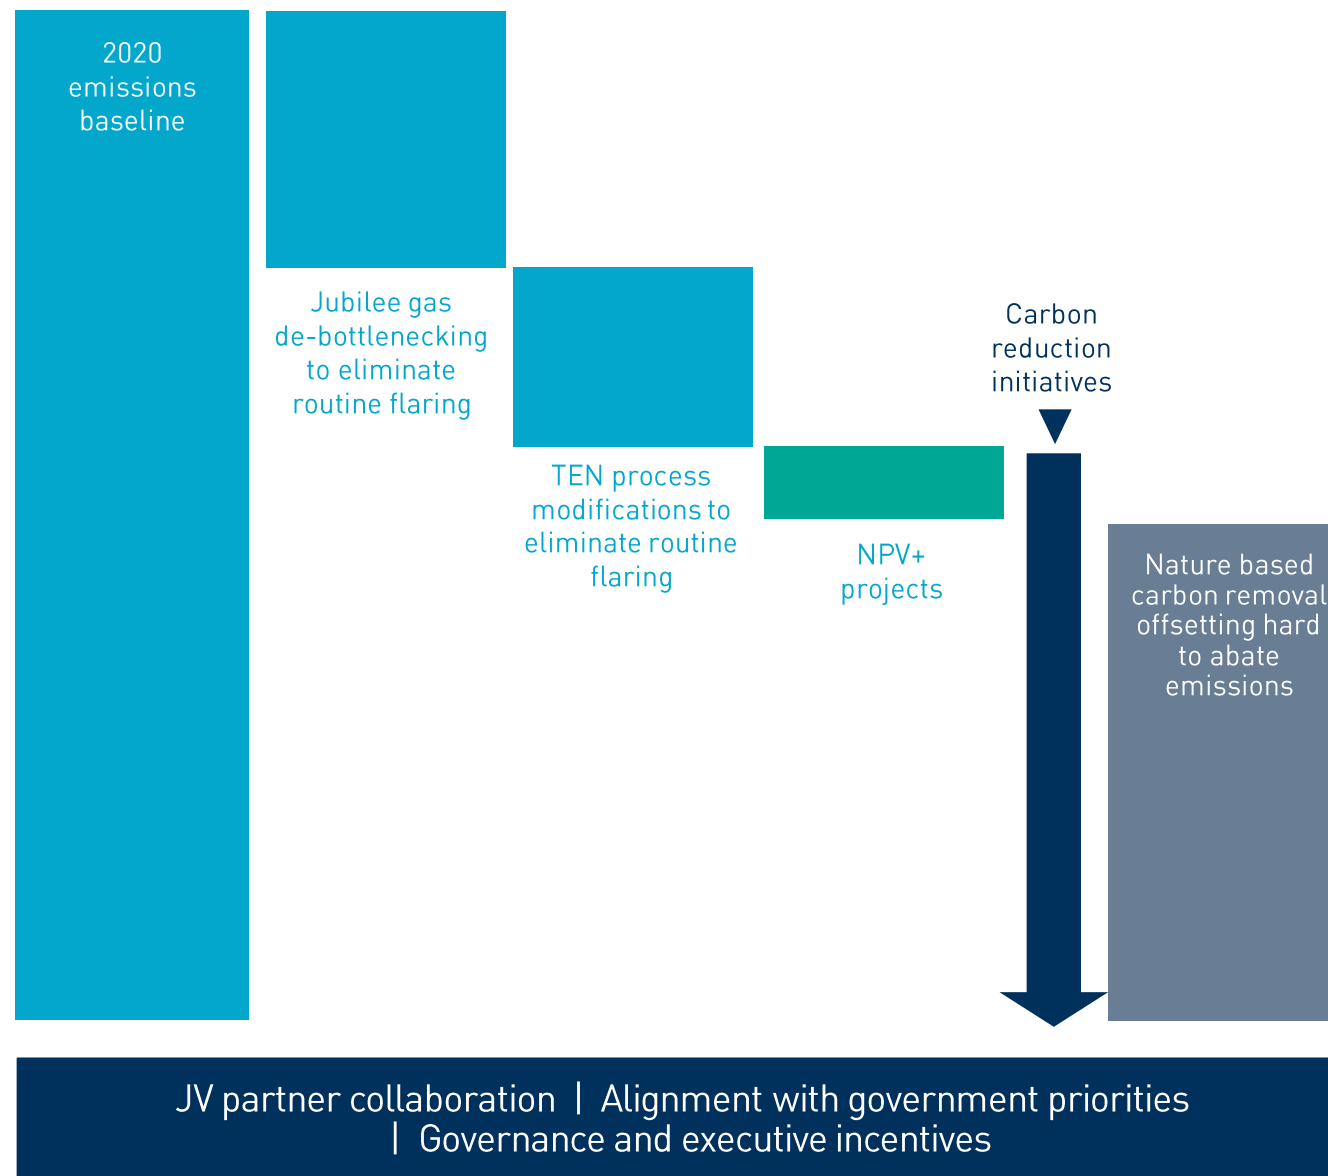 2020
emissions
baseline
Jubilee gas
de-bottlenecking
to eliminate
routine flaring
TEN process
modifications to
eliminate routine
flaring
NPV+
projects
Carbon
reduction
initiatives
Nature based
carbon removal
offsetting hard
to abate
emissions
JV partner collaboration | Alignment with government priorities
| Governance and executive incentives